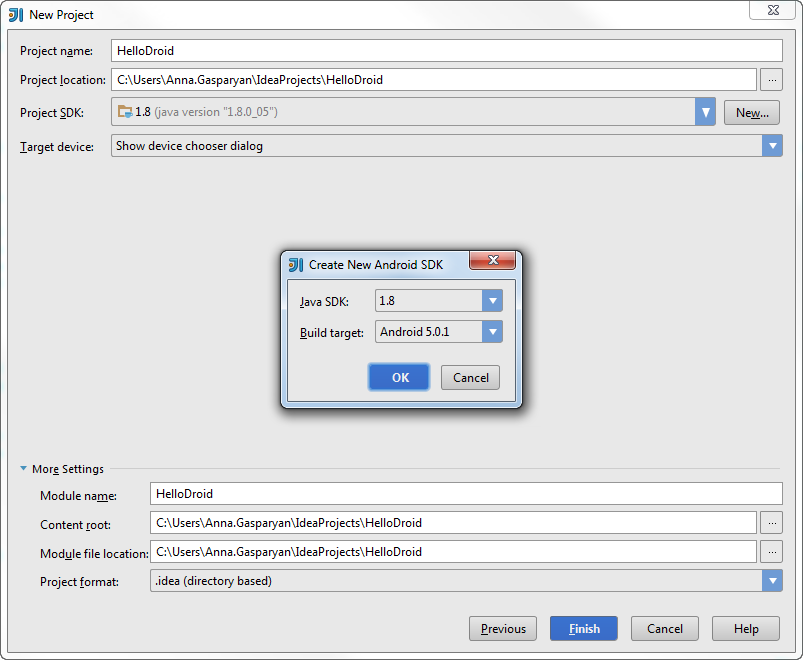 New Project
Project name: HelloDroid
Project location: C:\Users\Anna.Gasparyan\IdeaProjects\HelloDroid ...
Project SDK: 1.8 (java version "1.8.0_05") New...
Target device: Show device chooser dialog
Create New Android SDK
Java SDK: 1.8
Build target: Android 5.0.1
OK Cancel
More Settings
Module name: HelloDroid
Content root: C:\Users\Anna.Gasparyan\IdeaProjects\HelloDroid ...
Module file location: C:\Users\Anna.Gasparyan\IdeaProjects\HelloDroid ...
Project format: .idea (directory based)
Previous Finish Cancel Help